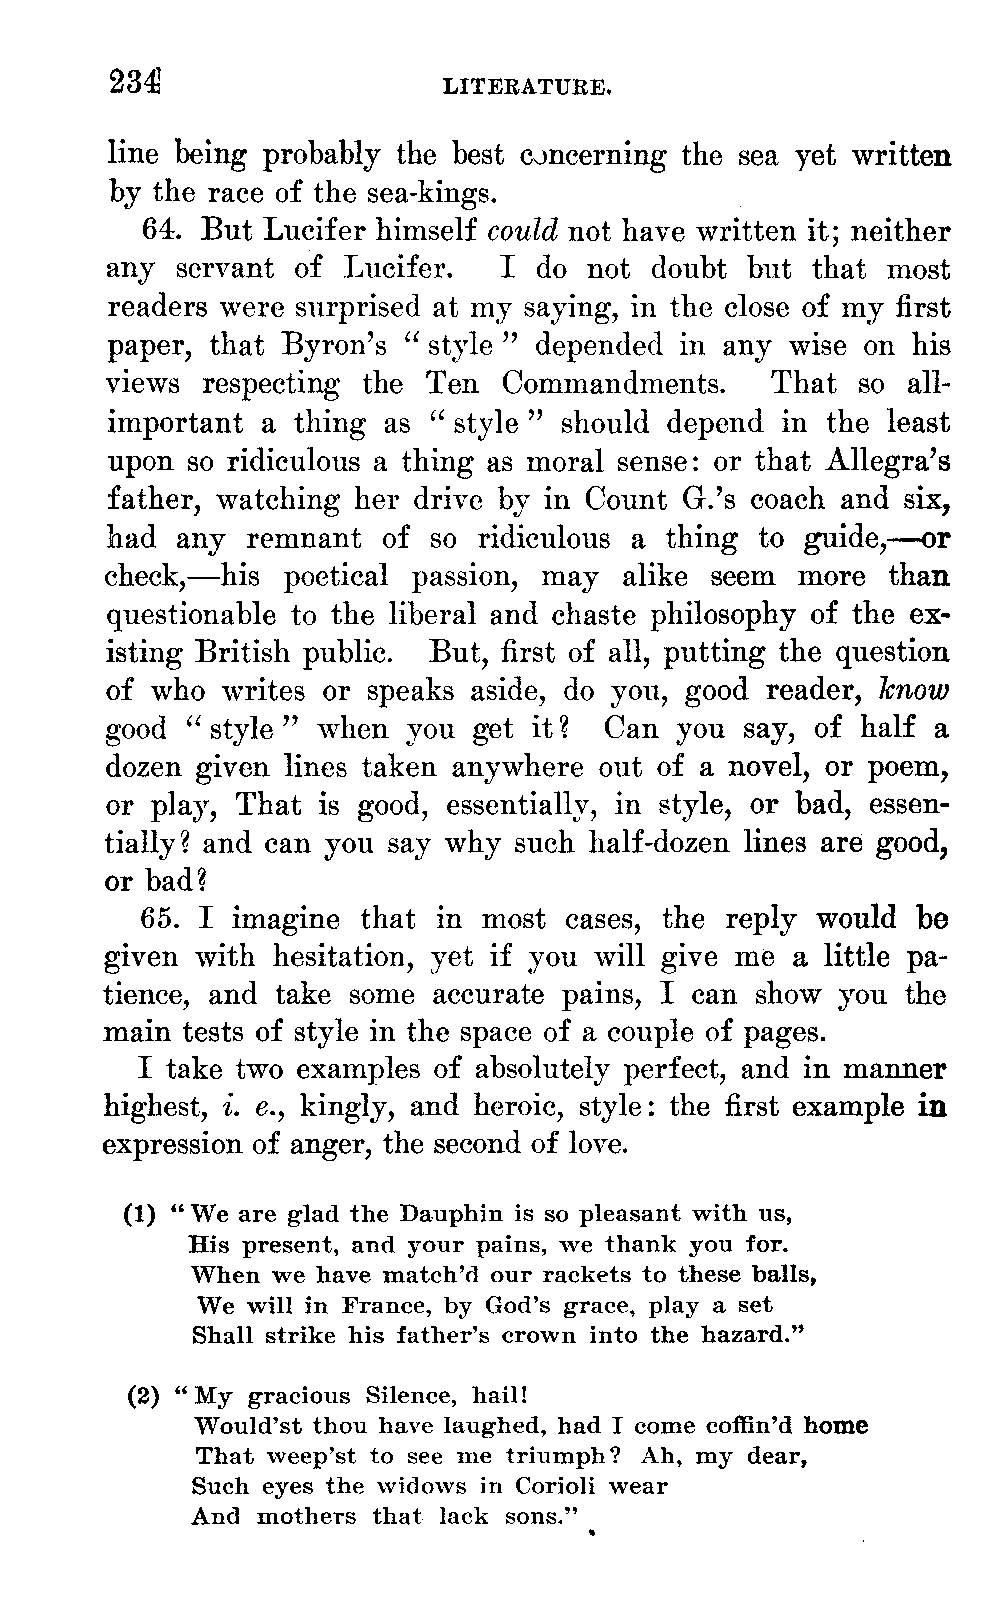 234 LITERATURE.
line being probably the best concerning the sea yet written
by the race of the sea-kings.
64. But Lucifer himself could not have written it; neither
any servant of Lucifer. I do not doubt but that most
readers were surprised at my saying, in the close of my first
paper, that Byron's “style” depended in any wise on his
views respecting the Ten Commandments. That so all-
important a thing as “style” should depend in the least
upon so ridiculous a thing as moral sense: or that Allegra's
father, watching her drive by in Count G.'s coach and six,
had any remnant of so ridiculous a thing to guide,—or
check,—his poetical passion, may alike seem more than
questionable to the liberal and chaste philosophy of the ex-
isting British public. But, first of all, putting the question
of who writes or speaks aside, do you, good reader, know
good “style” when you get it? Can you say, of half a
dozen given lines taken anywhere out of a novel, or poem,
or play, That is good, essentially, in style, or bad, essen-
tially? and can you say why such half-dozen lines are good,
or bad?
65. I imagine that in most cases, the reply would be
given with hesitation, yet if you will give me a little pa-
tience, and take some accurate pains, I can show you the
main tests of style in the space of a couple of pages.
I take two examples of absolutely perfect, and in manner
highest, i. e., kingly, and heroic, style: the first example in
expression of anger, the second of love.
(1) “We are glad the Dauphin is so pleasant with us,
His present, and your pains, we thank you for.
When we have match'd our rackets to these balls,
We will in France, by God's grace, play a set
Shall strike his father's crown into the hazard.”
(2) “My gracious Silence, hail!
Would'st thou have laughed, had I come coffin'd home
That weep'st to see me triumph? Ah, my dear,
Such eyes the widows in Corioli wear
And mothers that lack sons.”